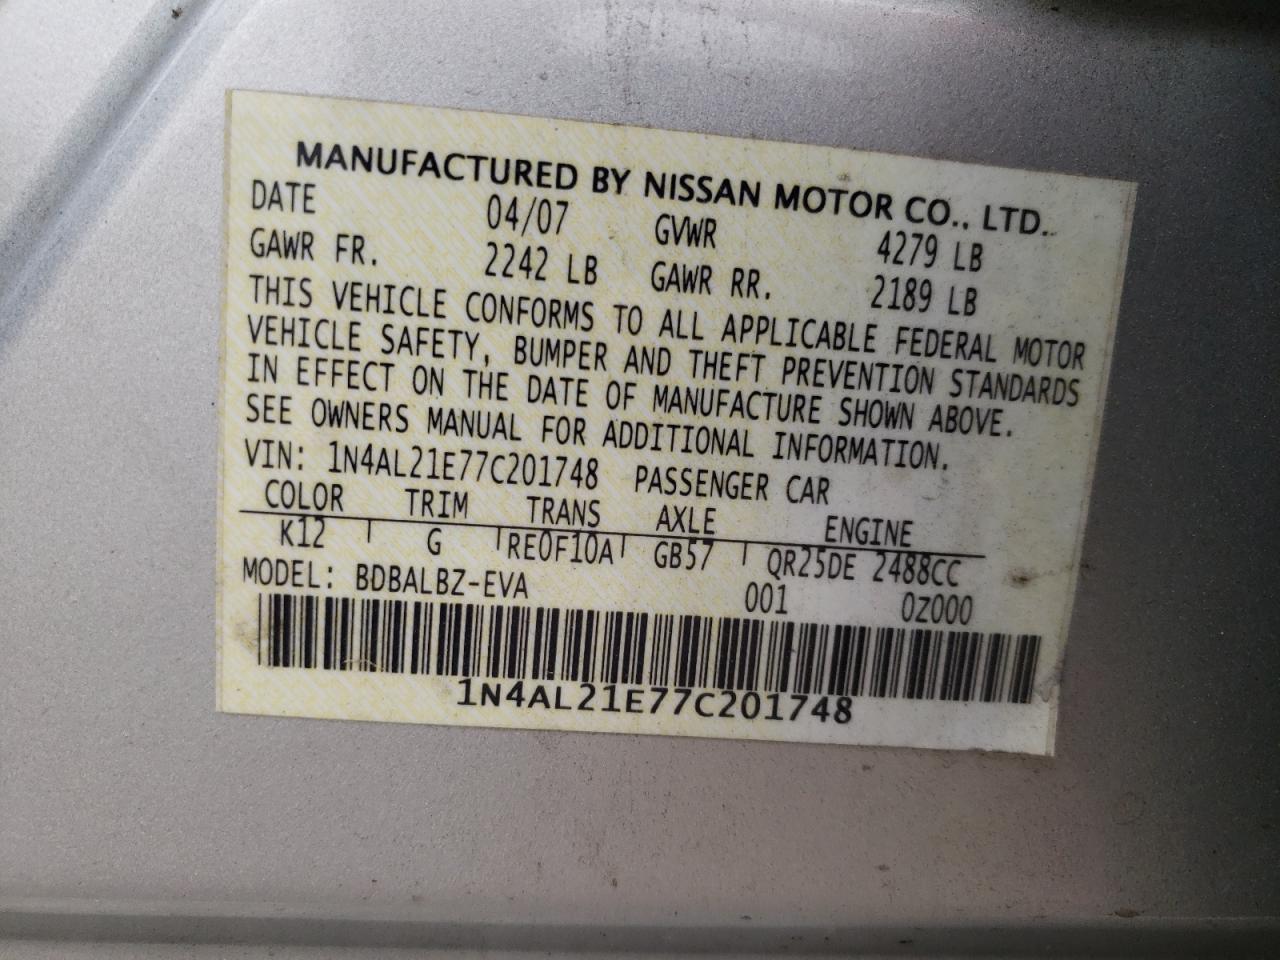 MANUFACTURED BY NISSAN MOTOR CO., LTD.
DATE 04/07 GVWR 4279 LB
GAWR FR. 2242 LB GAWR RR. 2189 LB
THIS VEHICLE CONFORMS TO ALL APPLICABLE FEDERAL MOTOR
VEHICLE SAFETY, BUMPER AND THEFT PREVENTION STANDARDS
IN EFFECT ON THE DATE OF MANUFACTURE SHOWN ABOVE.
SEE OWNERS MANUAL FOR ADDITIONAL INFORMATION.
VIN: 1N4AL21E77C201748 PASSENGER CAR
COLOR TRIM TRANS AXLE ENGINE
K12 G RE0F10A GB57 QR25DE 2488CC
MODEL: BDBALBZ-EVA 001 0Z000
1N4AL21E77C201748